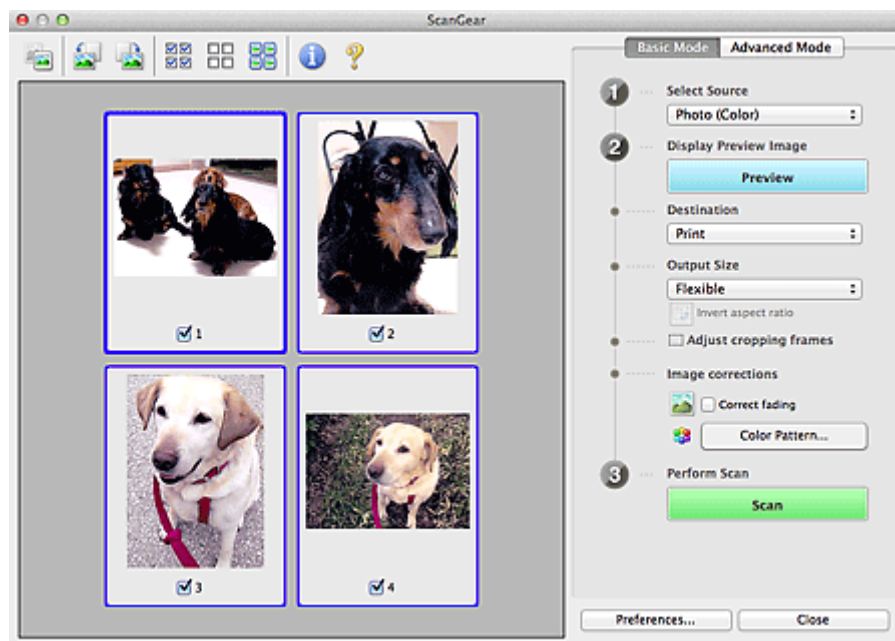 ScanGear
Basic Mode
Advanced Mode
1
Select Source
Photo (Color)
2
Display Preview Image
Preview
Destination
Print
Output Size
Flexible
Invert aspect ratio
Adjust cropping frames
Image corrections
Correct fading
Color Pattern...
3
Perform Scan
Scan
Preferences...
Close
1
2
3
4